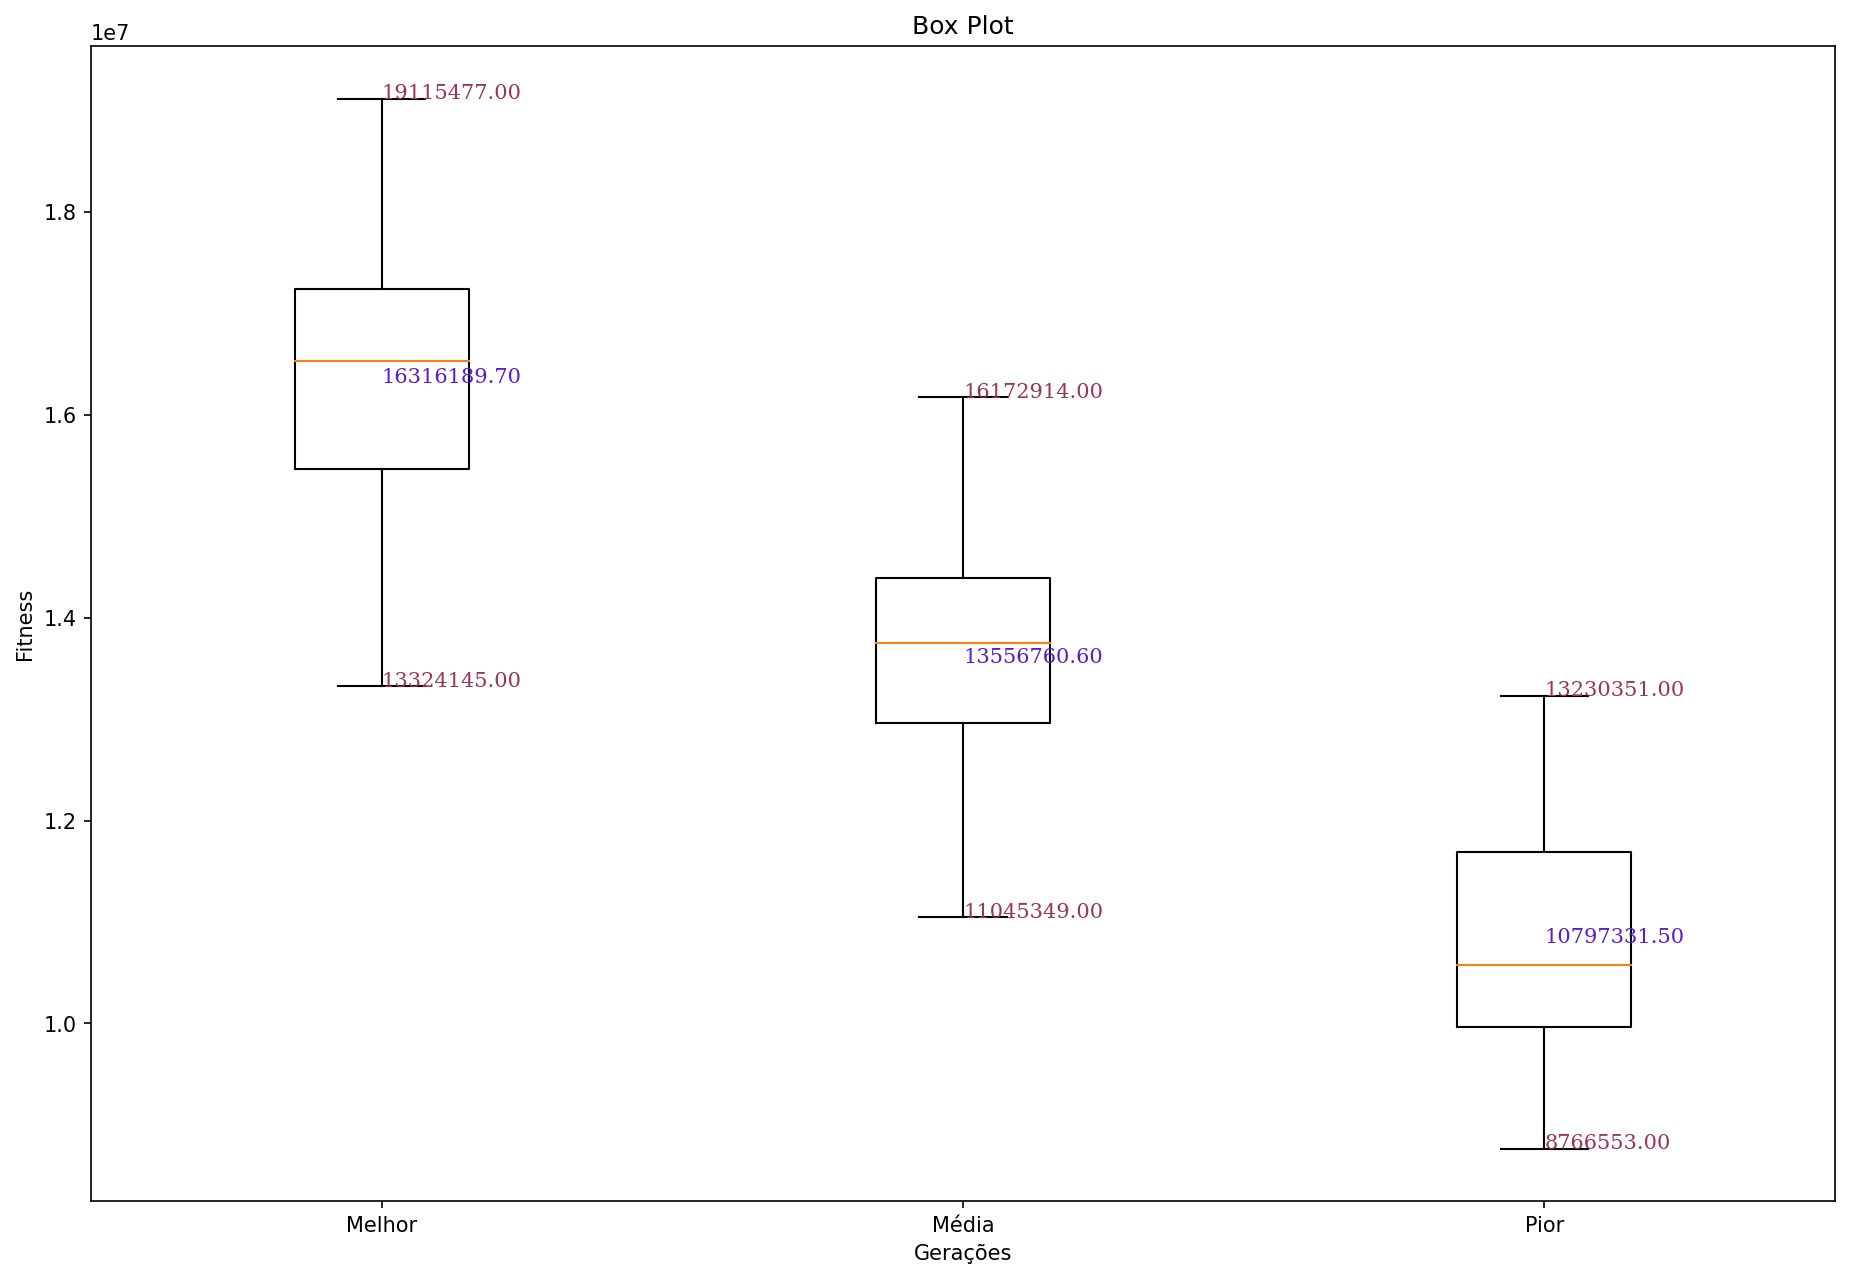 Box Plot
1e7
19115477.00
1.8
16316189.70
16172914.00
1.6
1.4
13556760.60
Fitness
13324145.00
13230351.00
1.2
11045349.00
10797331.50
1.0
8766553.00
Melhor
Média
Pior
Gerações